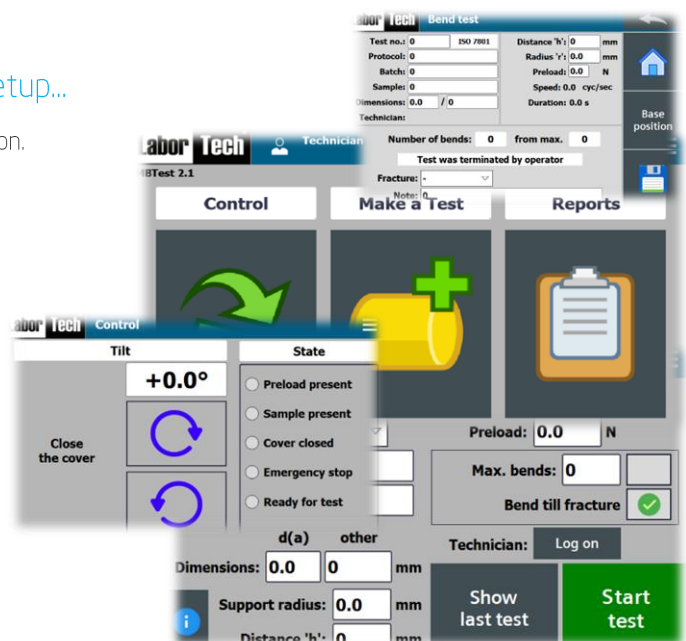 Labor Tech Bend test
Test no.: 0 ISO 7801 Distance 'h': 0 mm
Protocol: 0 Radius 'r': 0.0 mm
Batch: 0 Preload: 0.0 N
Sample: 0 Speed: 0.0 cyc/sec
Dimensions: 0.0 / 0 Duration: 0.0 s
Technician:
Base
position
Number of bends: 0 from max. 0
Test was terminated by operator
Fracture: -
Note: 0
etup...
on.
Labor Tech Technician
48Test 2.1
Control Make a Test Reports
Labor Tech Control
Tilt State
+0.0°
Close
the cover
Preload present
Sample present
Cover closed
Emergency stop
Ready for test
Preload: 0.0 N
Max. bends: 0
Bend till fracture
d(a) other
Technician: Log on
Dimensions: 0.0 0 mm
Support radius: 0.0 mm
Distance 'h': 0 mm
Show
last test
Start
test